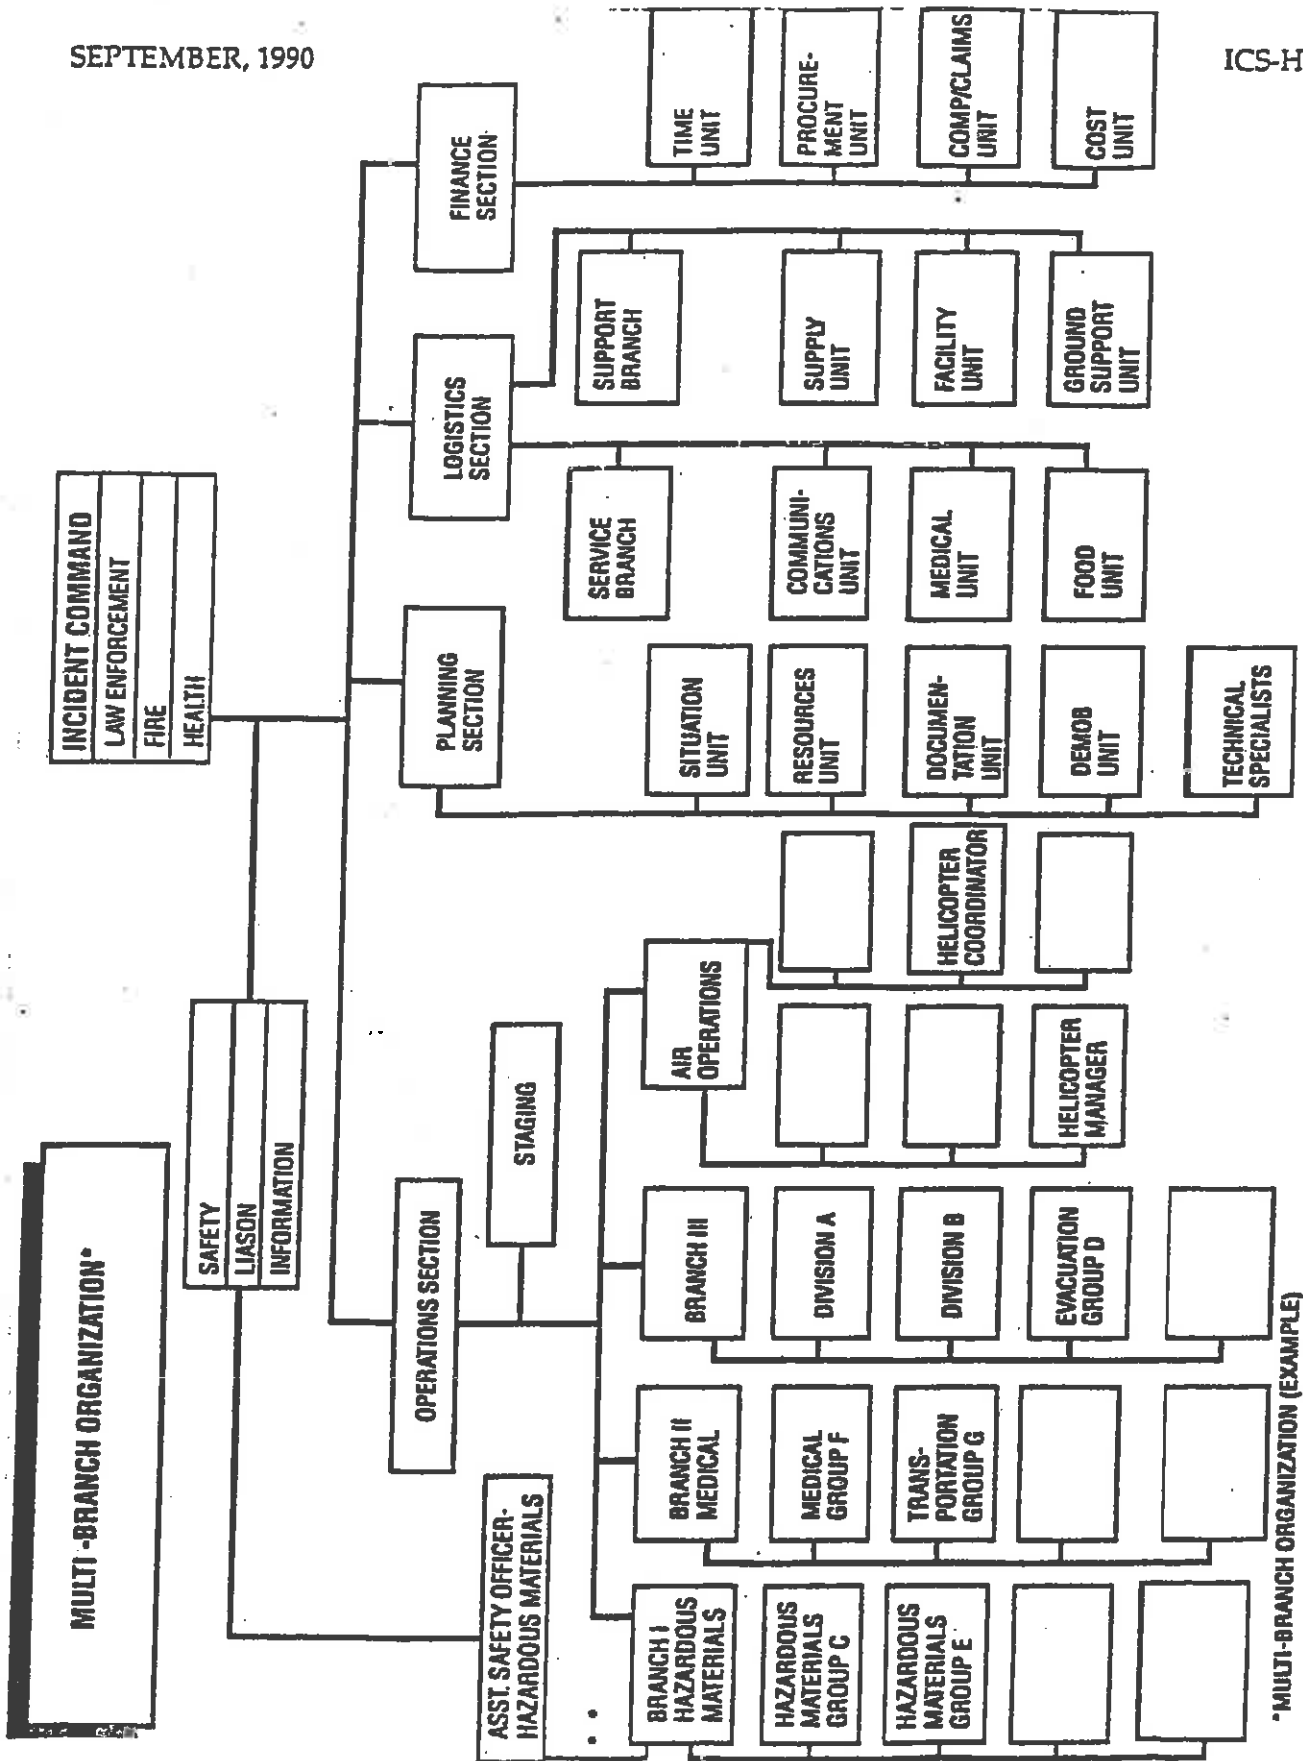 SEPTEMBER, 1990
ICS-H
MULTI-BRANCH ORGANIZATION*
INCIDENT COMMAND
LAW ENFORCEMENT
FIRE
HEALTH
SAFETY
LIASON
INFORMATION
ASST. SAFETY OFFICER-
HAZARDOUS MATERIALS
OPERATIONS SECTION
STAGING
PLANNING
SECTION
LOGISTICS
SECTION
FINANCE
SECTION
BRANCH I
HAZARDOUS
MATERIALS
HAZARDOUS
MATERIALS
GROUP C
HAZARDOUS
MATERIALS
GROUP E
BRANCH II
MEDICAL
MEDICAL
GROUP F
TRANS-
PORTATION
GROUP G
BRANCH III
DIVISION A
DIVISION B
EVACUATION
GROUP D
AIR
OPERATIONS
HELICOPTER
MANAGER
HELICOPTER
COORDINATOR
SITUATION
UNIT
RESOURCES
UNIT
DOCUMEN-
TATION
UNIT
DEMOB
UNIT
TECHNICAL
SPECIALISTS
SERVICE
BRANCH
COMMUNI-
CATIONS
UNIT
MEDICAL
UNIT
FOOD
UNIT
SUPPORT
BRANCH
SUPPLY
UNIT
FACILITY
UNIT
GROUND
SUPPORT
UNIT
TIME
UNIT
PROCURE-
MENT
UNIT
COMP/CLAIMS
UNIT
COST
UNIT
*MULTI-BRANCH ORGANIZATION (EXAMPLE)